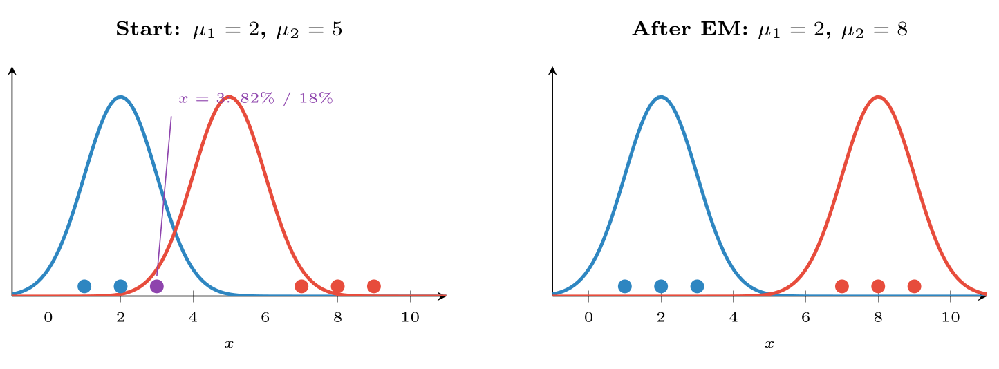 Start: μ₁ = 2, μ₂ = 5
x = 3: 82% / 18%
0 2 4 6 8 10
x
After EM: μ₁ = 2, μ₂ = 8
0 2 4 6 8 10
x